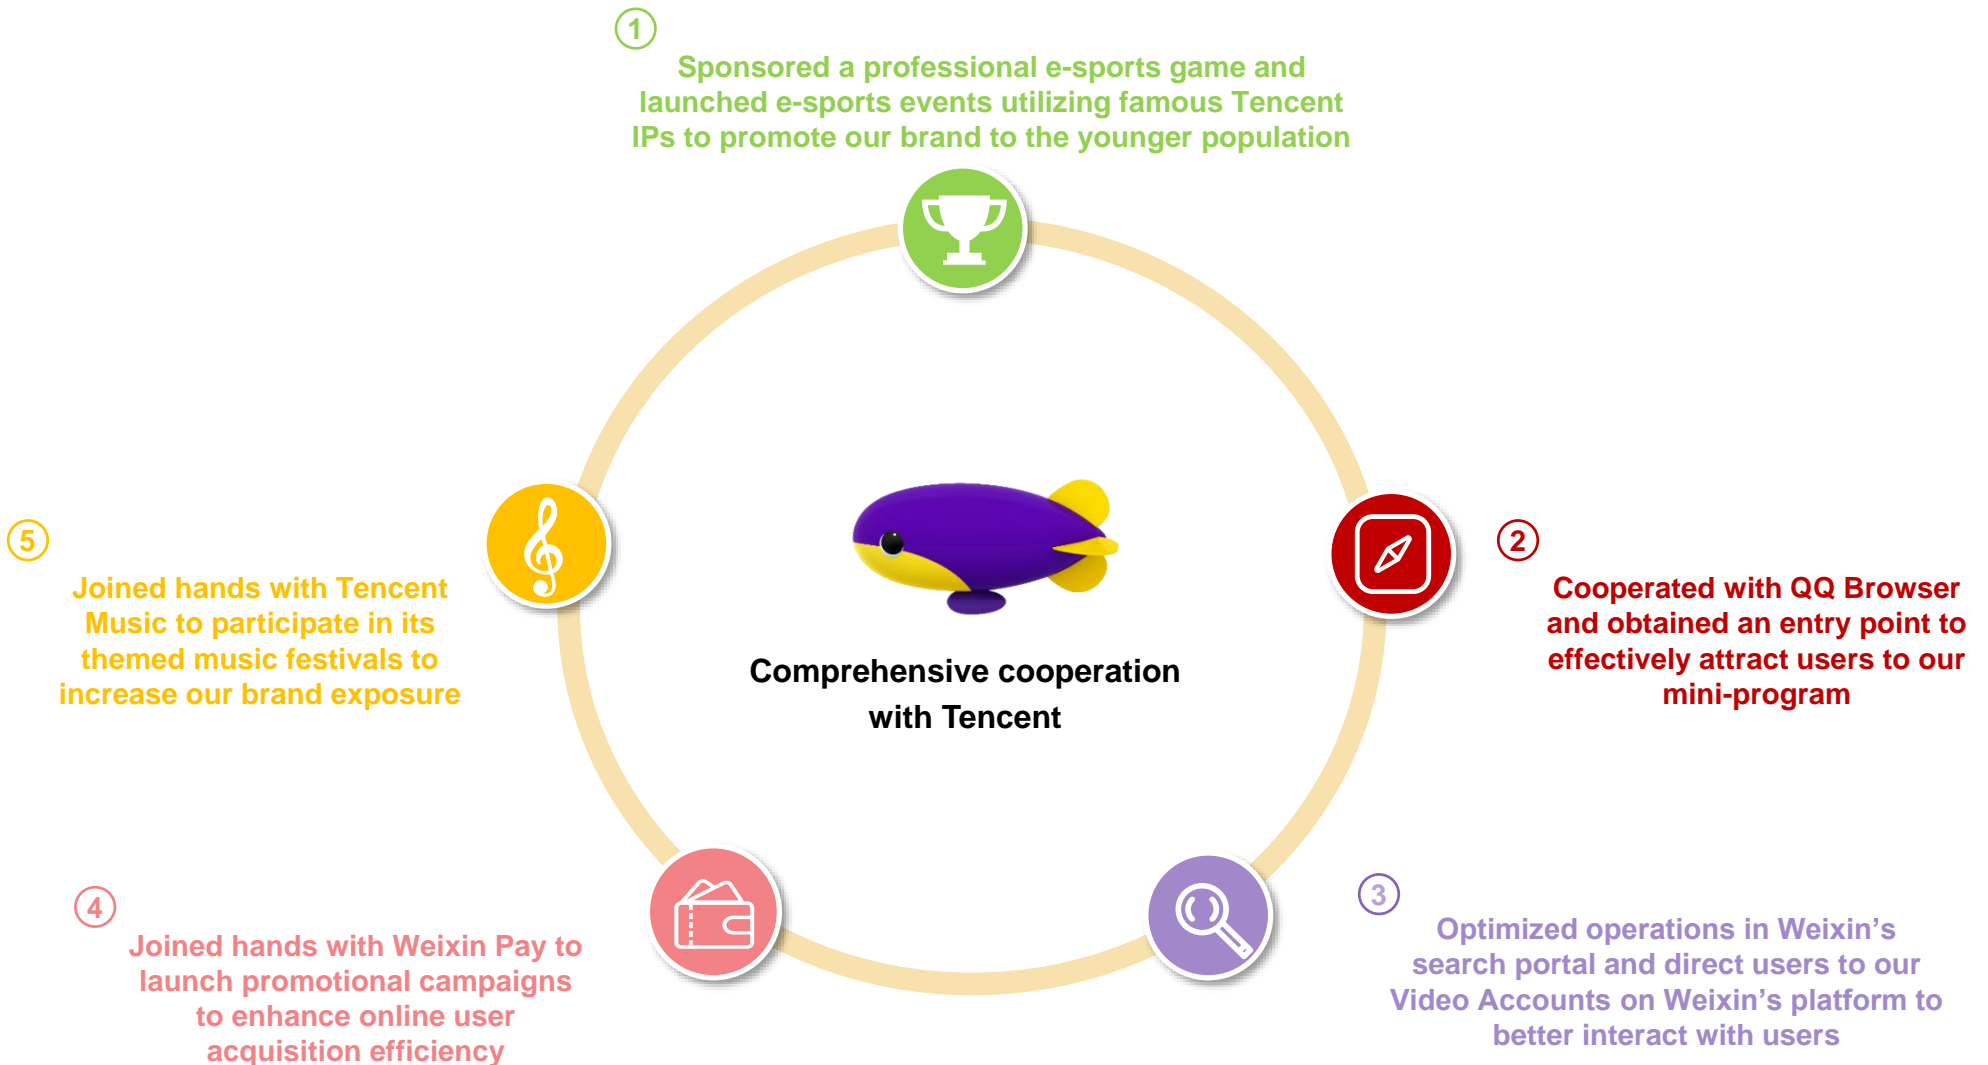 1
Sponsored a professional e-sports game and
launched e-sports events utilizing famous Tencent
IPs to promote our brand to the younger population
2
Cooperated with QQ Browser
and obtained an entry point to
effectively attract users to our
mini-program
3
Optimized operations in Weixin’s
search portal and direct users to our
Video Accounts on Weixin’s platform to
better interact with users
4
Joined hands with Weixin Pay to
launch promotional campaigns
to enhance online user
acquisition efficiency
5
Joined hands with Tencent
Music to participate in its
themed music festivals to
increase our brand exposure
Comprehensive cooperation
with Tencent